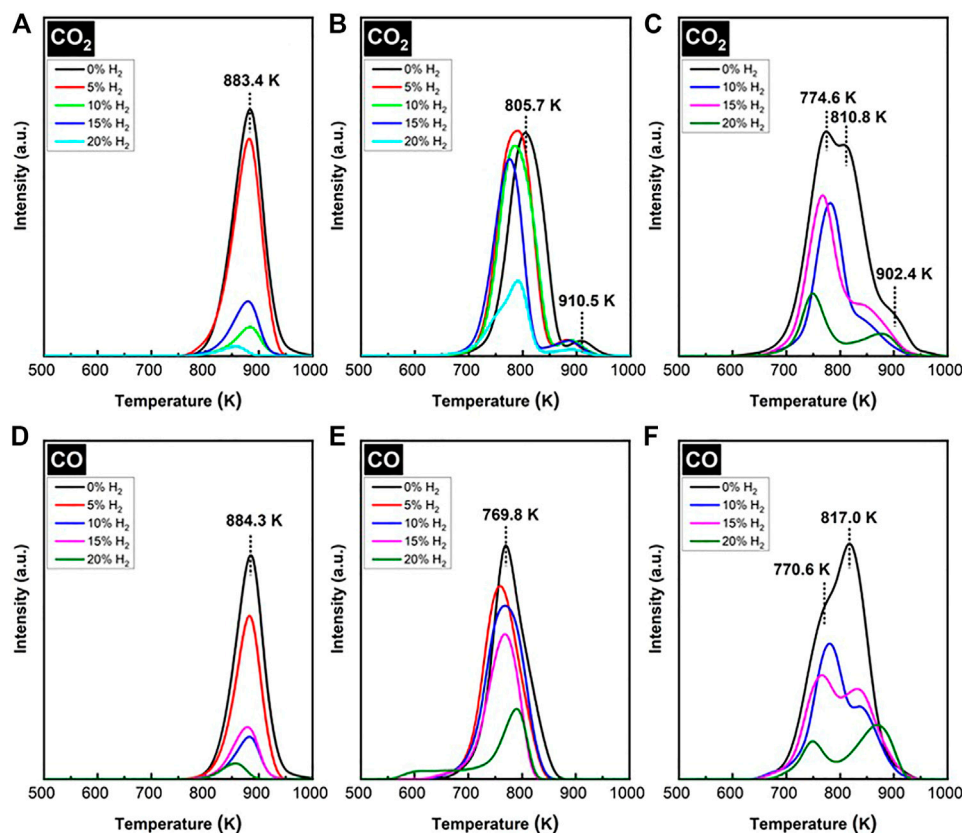 A
CO2
0% H2
5% H2
10% H2
15% H2
20% H2
883.4 K
Intensity (a.u.)
500 600 700 800 900 1000
Temperature (K)
B
CO2
0% H2
5% H2
10% H2
15% H2
20% H2
805.7 K
910.5 K
Intensity (a.u.)
500 600 700 800 900 1000
Temperature (K)
C
CO2
0% H2
10% H2
15% H2
20% H2
774.6 K
810.8 K
902.4 K
Intensity (a.u.)
500 600 700 800 900 1000
Temperature (K)
D
CO
0% H2
5% H2
10% H2
15% H2
20% H2
884.3 K
Intensity (a.u.)
500 600 700 800 900 1000
Temperature (K)
E
CO
0% H2
5% H2
10% H2
15% H2
20% H2
769.8 K
Intensity (a.u.)
500 600 700 800 900 1000
Temperature (K)
F
CO
0% H2
10% H2
15% H2
20% H2
817.0 K
770.6 K
Intensity (a.u.)
500 600 700 800 900 1000
Temperature (K)